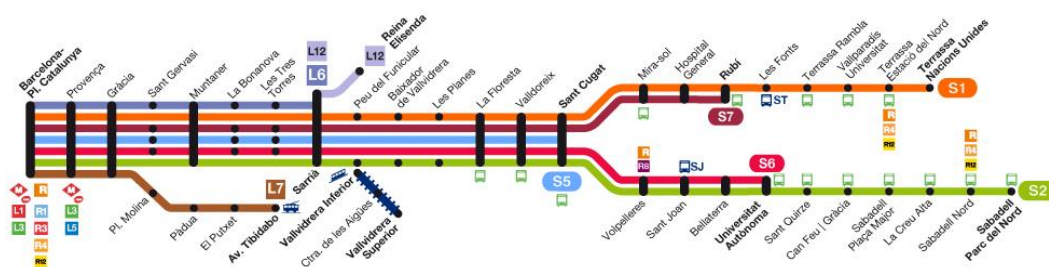 Barcelona-
Pl. Catalunya
Provença
Gràcia
Sant Gervasi
Muntaner
La Bonanova
Les Tres
Torres
L12
L6
L12
Reina
Elisenda
Peu del Funicular
Baixador
de Vallvidrera
Les Planes
La Floresta
Valldoreix
Sant Cugat
Mira-sol
Hospital
General
Rubí
Les Fonts
Terrassa Rambla
Vallparadís
Universitat
Terrassa
Estació del Nord
Terrassa
Nacions Unides
S1
ST
S7
R
R4
R12
R
R4
R12
R
R8
SJ
S6
S5
S2
L7
Sarrià
M
L1
L3
R
R1
R3
R4
R12
M
L3
L5
Pl. Molina
Pàdua
El Putxet
Av. Tibidabo
Vallvidrera Inferior
Ctra. de les Aigües
Vallvidrera
Superior
Volpelleres
Sant Joan
Bellaterra
Universitat
Autònoma
Sant Quirze
Can Feu | Gràcia
Sabadell
Plaça Major
La Creu Alta
Sabadell Nord
Sabadell
Parc del Nord